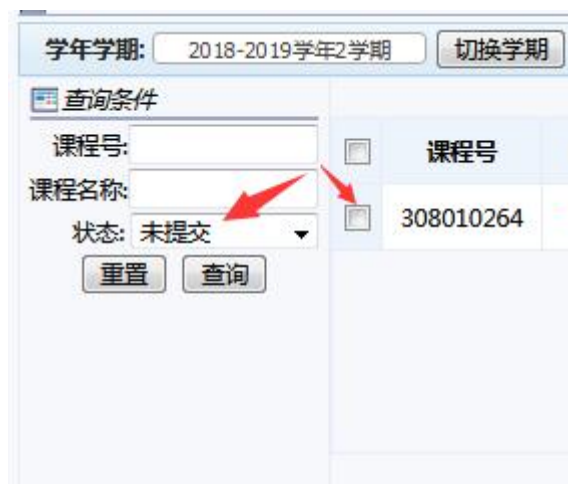 学年学期: 2018-2019学年2学期 切换学期
查询条件
课程号:
课程名称:
状态: 未提交
重置 查询
课程号
308010264